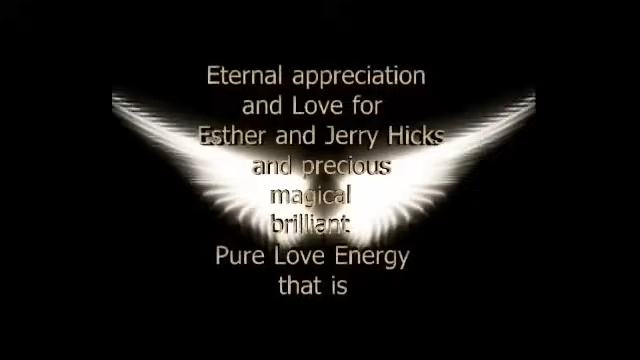 Eternal appreciation
and Love for
Esther and Jerry Hicks
and precious
magical
brilliant
Pure Love Energy
that is